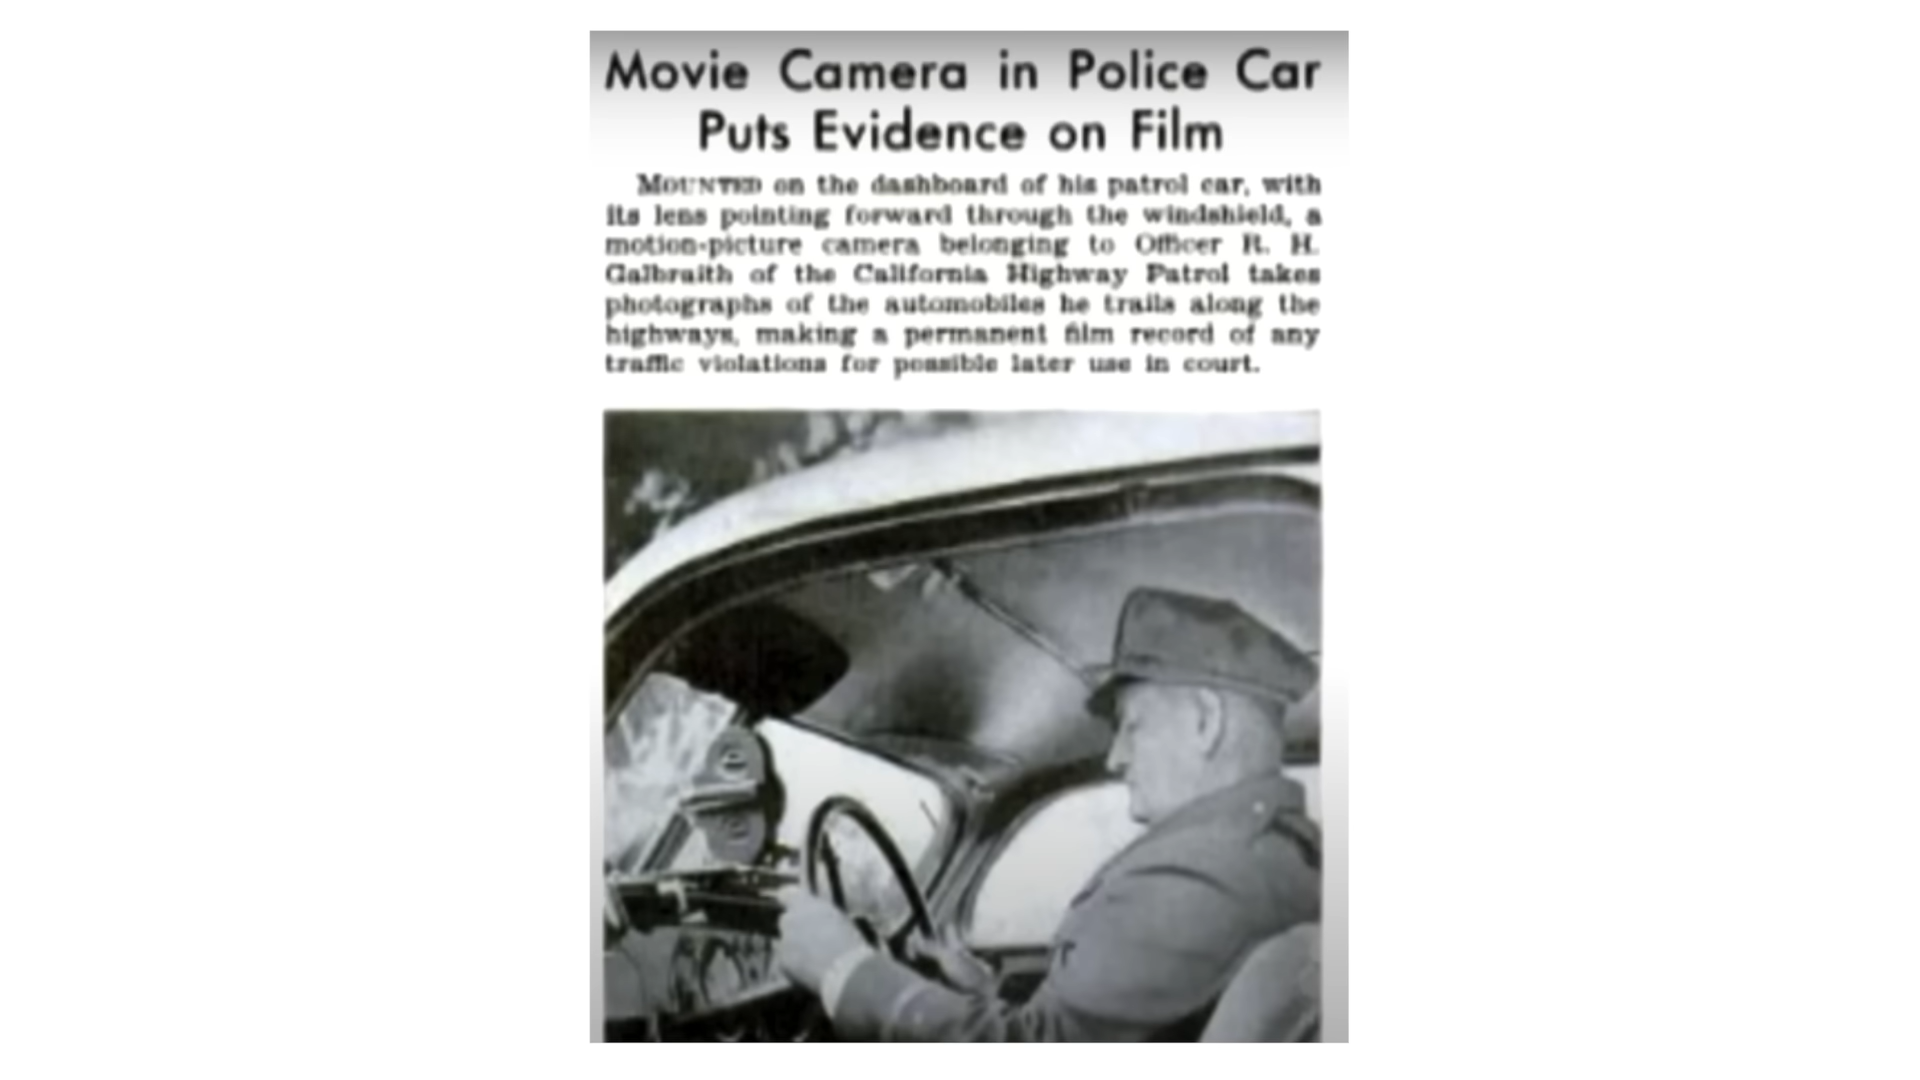 Movie Camera in Police Car
Puts Evidence on Film
MOUNTED on the dashboard of his patrol car, with
its lens pointing forward through the windshield, a
motion-picture camera belonging to Officer R. H.
Galbraith of the California Highway Patrol takes
photographs of the automobiles he trails along the
highways, making a permanent film record of any
traffic violations for possible later use in court.